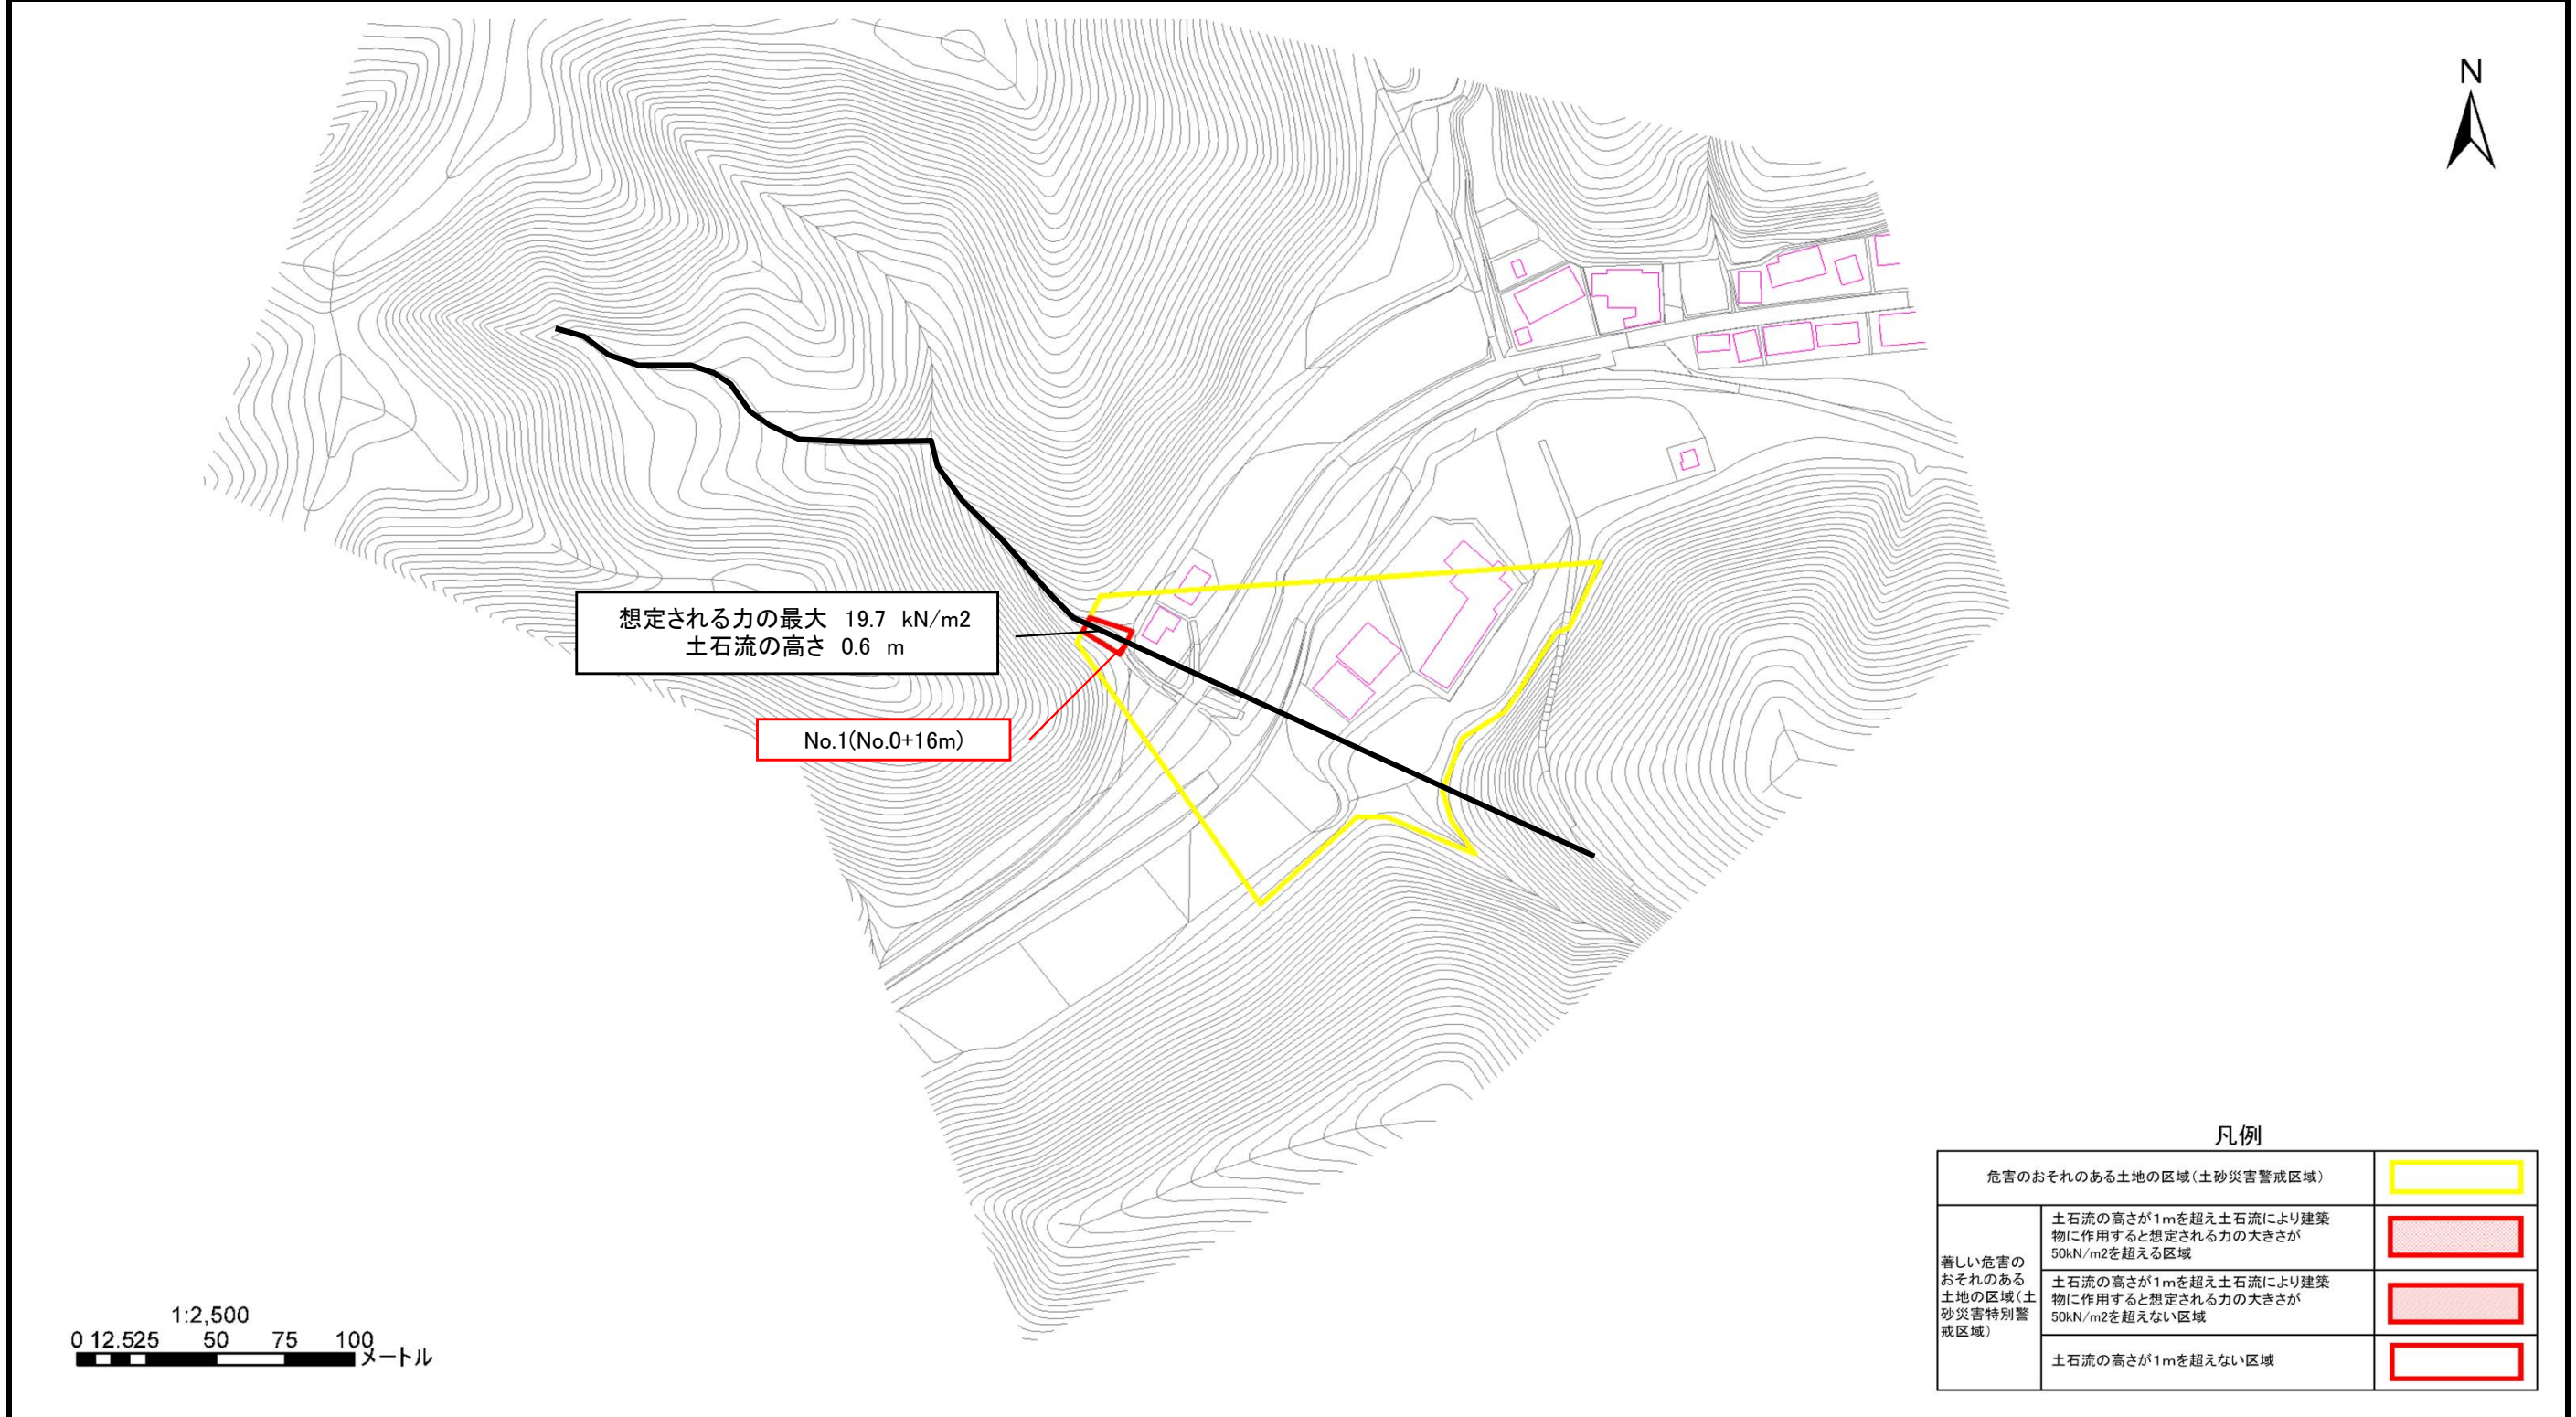 N
想定される力の最大 19.7 kN/m2
土石流の高さ 0.6 m
No.1(No.0+16m)
凡例
危害のおそれのある土地の区域(土砂災害警戒区域)
著しい危害の
おそれのある
土地の区域(土
砂災害特別警
戒区域)
土石流の高さが1mを超え土石流により建築
物に作用すると想定される力の大きさが
50kN/m2を超える区域
土石流の高さが1mを超え土石流により建築
物に作用すると想定される力の大きさが
50kN/m2を超えない区域
土石流の高さが1mを超えない区域
1:2,500
0 12.525 50 75 100
メートル